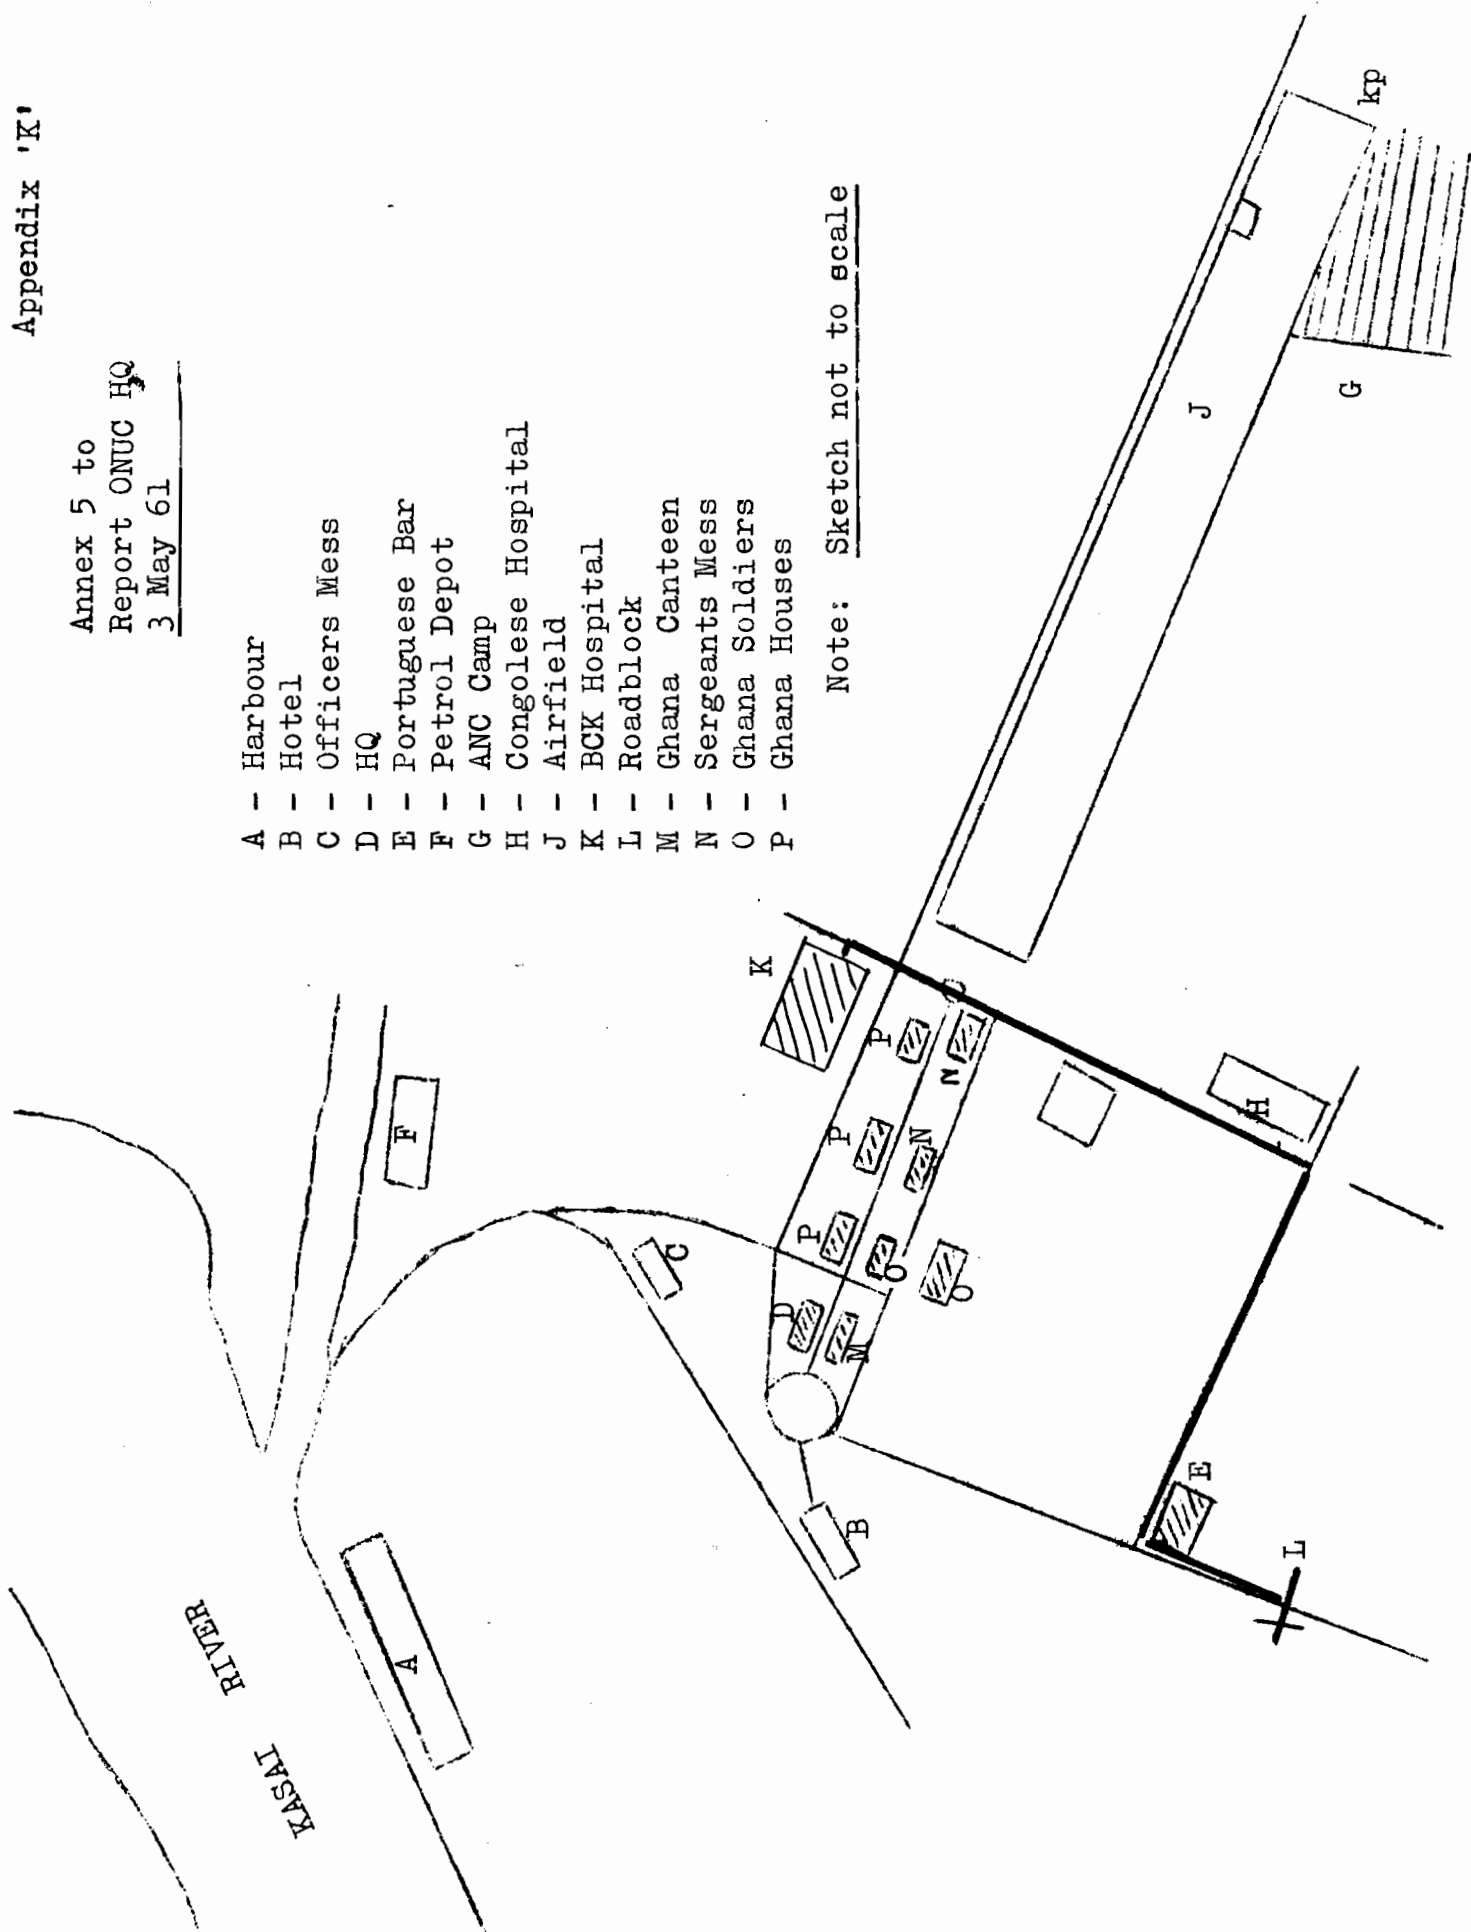 Appendix 'K'
Annex 5 to
Report ONUC HQ
3 May 61
A - Harbour
B - Hotel
C - Officers Mess
D - HQ
E - Portuguese Bar
F - Petrol Depot
G - ANC Camp
H - Congolese Hospital
J - Airfield
K - BCK Hospital
L - Roadblock
M - Ghana Canteen
N - Sergeants Mess
O - Ghana Soldiers
P - Ghana Houses
Note: Sketch not to scale
KASAI RIVER
A
F
C
B
D
M
P
P
P
O
O
N
N
K
H
E
L
J
G
kp